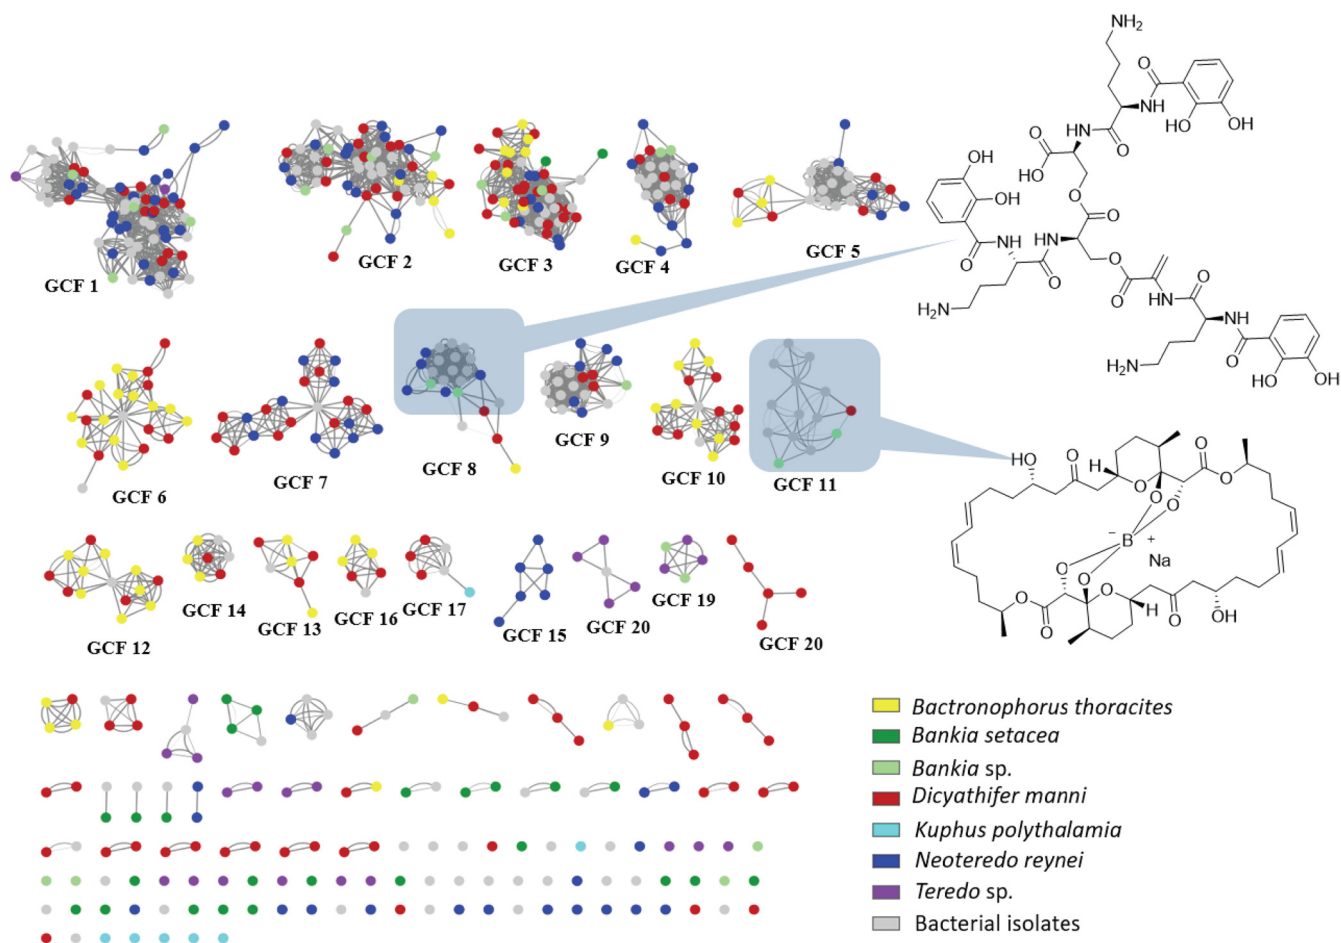 GCF 1
GCF 2
GCF 3
GCF 4
GCF 5
GCF 6
GCF 7
GCF 8
GCF 9
GCF 10
GCF 11
GCF 12
GCF 14
GCF 13
GCF 16
GCF 17
GCF 15
GCF 20
GCF 19
GCF 20
NH₂
O
NH
HO
OH
O
HN
O
HO
O
OH
OH
O
O
NH
HN
O
O
O
O
O
NH
O
NH
H₂N
O
H₂N
HO
OH
HO
O
H
O
O
O
O
O
B
−
+
Na
O
O
O
O
O
H
O
OH
Bactronophorus thoracites
Bankia setacea
Bankia sp.
Dicyathifer manni
Kuphus polythalamia
Neoteredo reynei
Teredo sp.
Bacterial isolates